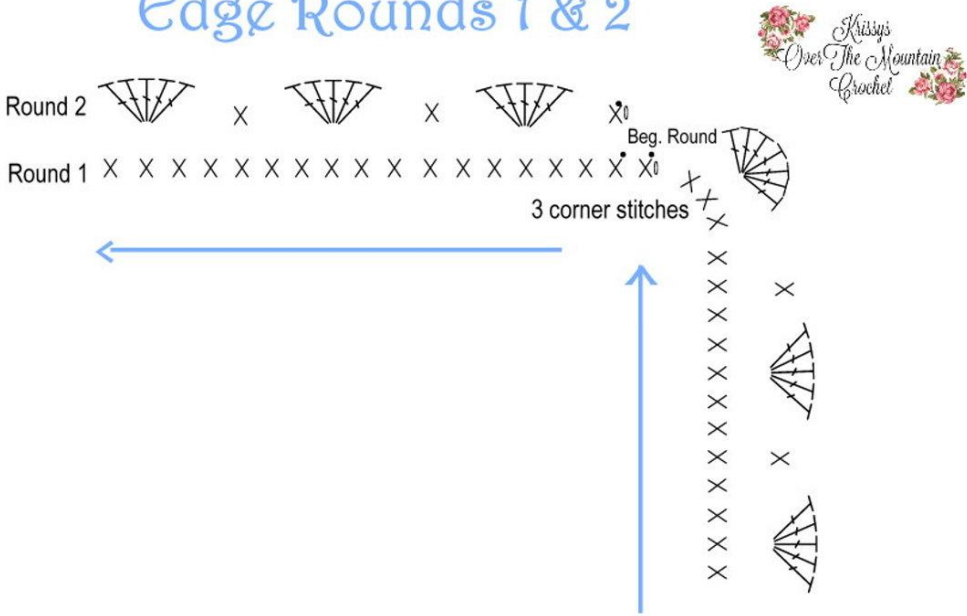 Edge Rounds 1 & 2
Krissys
Over The Mountain
Crochet
Round 2
Beg. Round
Round 1
3 corner stitches